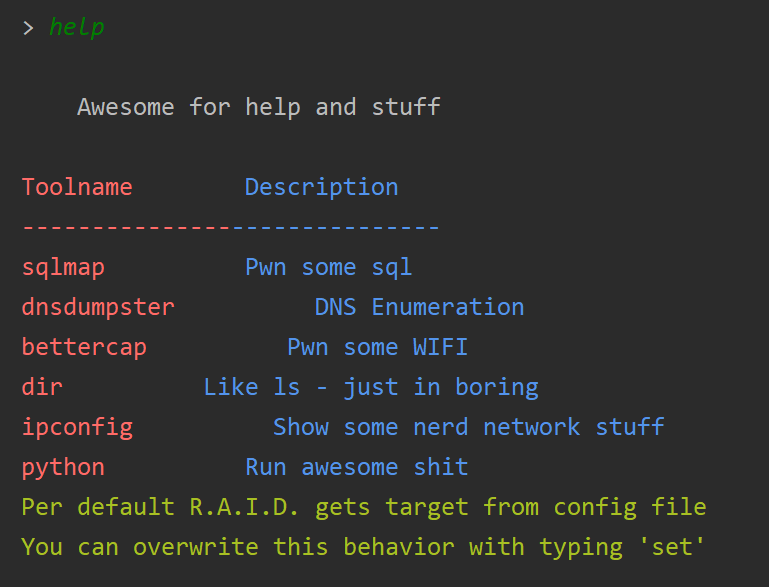 > help
Awesome for help and stuff
Toolname Description
------------------------------
sqlmap Pwn some sql
dnsdumpster DNS Enumeration
bettercap Pwn some WIFI
dir Like ls - just in boring
ipconfig Show some nerd network stuff
python Run awesome shit
Per default R.A.I.D. gets target from config file
You can overwrite this behavior with typing 'set'